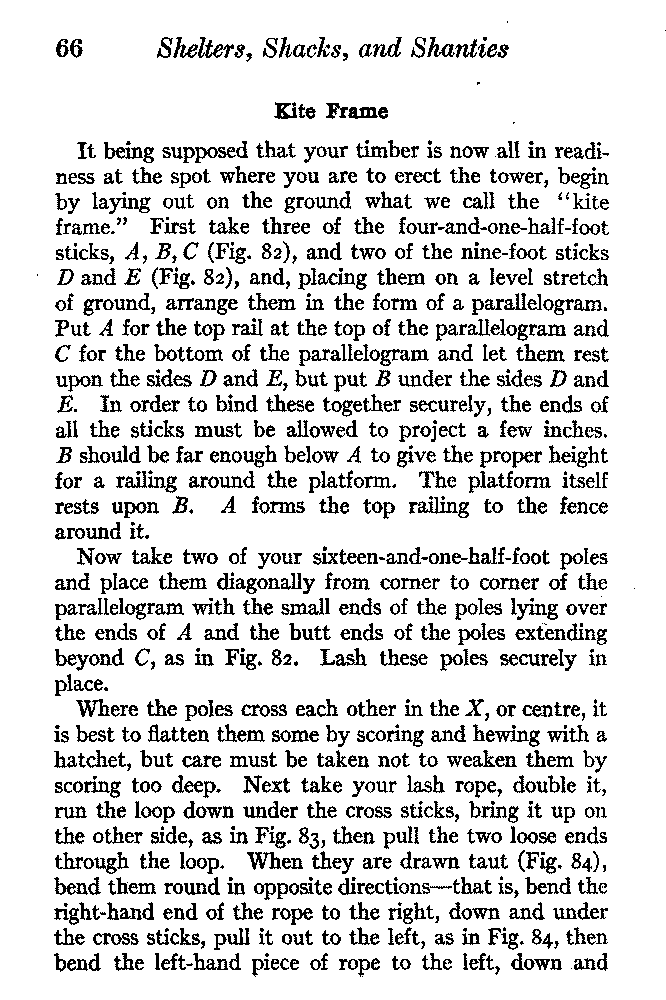 66 Shelters, Shacks, and Shanties
Kite Frame
It being supposed that your timber is now all in readi-
ness at the spot where you are to erect the tower, begin
by laying out on the ground what we call the “kite
frame.” First take three of the four-and-one-half-foot
sticks, A, B, C (Fig. 82), and two of the nine-foot sticks
D and E (Fig. 82), and, placing them on a level stretch
of ground, arrange them in the form of a parallelogram.
Put A for the top rail at the top of the parallelogram and
C for the bottom of the parallelogram and let them rest
upon the sides D and E, but put B under the sides D and
E. In order to bind these together securely, the ends of
all the sticks must be allowed to project a few inches.
B should be far enough below A to give the proper height
for a railing around the platform. The platform itself
rests upon B. A forms the top railing to the fence
around it.
Now take two of your sixteen-and-one-half-foot poles
and place them diagonally from corner to corner of the
parallelogram with the small ends of the poles lying over
the ends of A and the butt ends of the poles extending
beyond C, as in Fig. 82. Lash these poles securely in
place.
Where the poles cross each other in the X, or centre, it
is best to flatten them some by scoring and hewing with a
hatchet, but care must be taken not to weaken them by
scoring too deep. Next take your lash rope, double it,
run the loop down under the cross sticks, bring it up on
the other side, as in Fig. 83, then pull the two loose ends
through the loop. When they are drawn taut (Fig. 84),
bend them round in opposite directions—that is, bend the
right-hand end of the rope to the right, down and under
the cross sticks, pull it out to the left, as in Fig. 84, then
bend the left-hand piece of rope to the left, down and